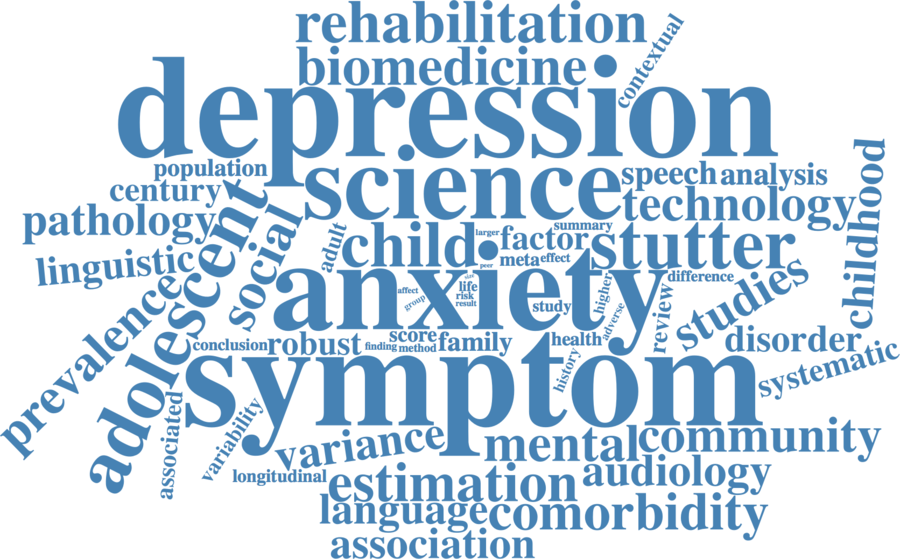 rehabilitation
contextual
biomedicine
depression
population
science
speech
analysis
century
technology
childhood
pathology
adolescent
social
adult
child
larger
factor
summary
stutter
linguistic
meta
effect
peer
anxiety
size
life
risk
result
affect
group
study
higher
adverse
difference
review
studies
prevalence
conclusion
robust
finding
score
method
family
health
history
disorder
systematic
symptom
associated
variability
variance
mental
community
longitudinal
estimation
audiology
language
comorbidity
association